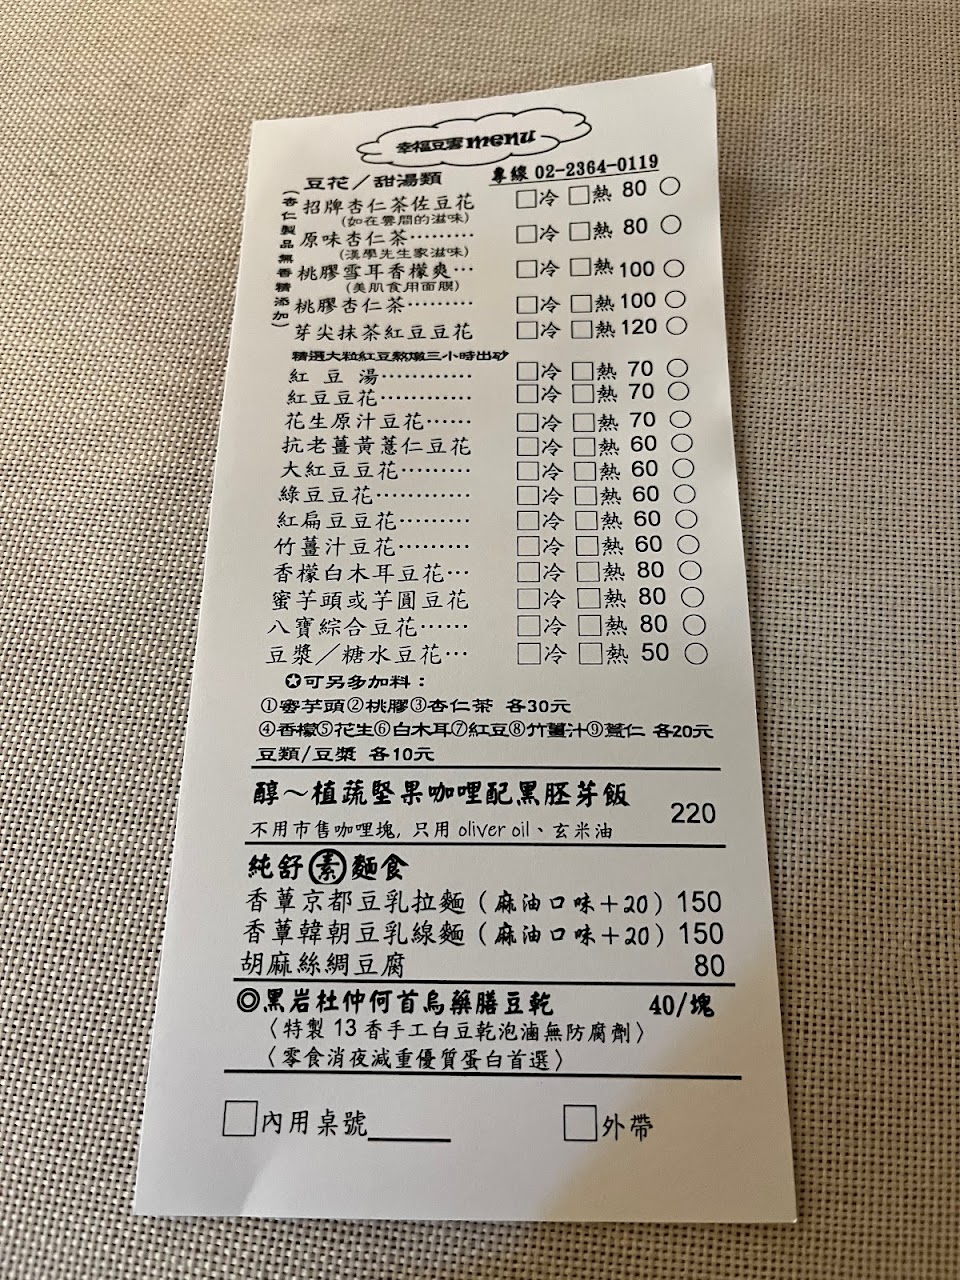 幸福豆雲menu
專線 02-2364-0119
豆花／甜湯類
(杏仁製品無香精添加)
招牌杏仁茶佐豆花 □冷 □熱 80 ○
(如在雲間的滋味)
原味杏仁茶⋯⋯⋯ □冷 □熱 80 ○
(漢學先生家滋味)
桃膠雪耳香檬爽⋯ □冷 □熱 100 ○
(美肌食用面膜)
桃膠杏仁茶⋯⋯⋯ □冷 □熱 100 ○
芽尖抹茶紅豆豆花 □冷 □熱 120 ○
精選大粒紅豆熬燉三小時出砂
紅 豆 湯⋯⋯⋯⋯ □冷 □熱 70 ○
紅豆豆花⋯⋯⋯⋯ □冷 □熱 70 ○
花生原汁豆花⋯⋯ □冷 □熱 70 ○
抗老薑黃薏仁豆花 □冷 □熱 60 ○
大紅豆豆花⋯⋯⋯ □冷 □熱 60 ○
綠豆豆花⋯⋯⋯⋯ □冷 □熱 60 ○
紅扁豆豆花⋯⋯⋯ □冷 □熱 60 ○
竹薑汁豆花⋯⋯⋯ □冷 □熱 60 ○
香檬白木耳豆花⋯ □冷 □熱 80 ○
蜜芋頭或芋圓豆花 □冷 □熱 80 ○
八寶綜合豆花⋯⋯ □冷 □熱 80 ○
豆漿／糖水豆花⋯ □冷 □熱 50 ○
✪可另多加料：
①蜜芋頭②桃膠③杏仁茶 各30元
④香檬⑤花生⑥白木耳⑦紅豆⑧竹薑汁⑨薏仁 各20元
豆類/豆漿 各10元
醇～植蔬堅果咖哩配黑胚芽飯 220
不用市售咖哩塊, 只用 oliver oil、玄米油
純舒素麵食
香蕈京都豆乳拉麵（麻油口味＋20）150
香蕈韓朝豆乳線麵（麻油口味＋20）150
胡麻絲綢豆腐 80
◎黑岩杜仲何首烏藥膳豆乾 40/塊
〈特製 13 香手工白豆乾泡滷無防腐劑〉
〈零食消夜減重優質蛋白首選〉
□內用桌號____ □外帶